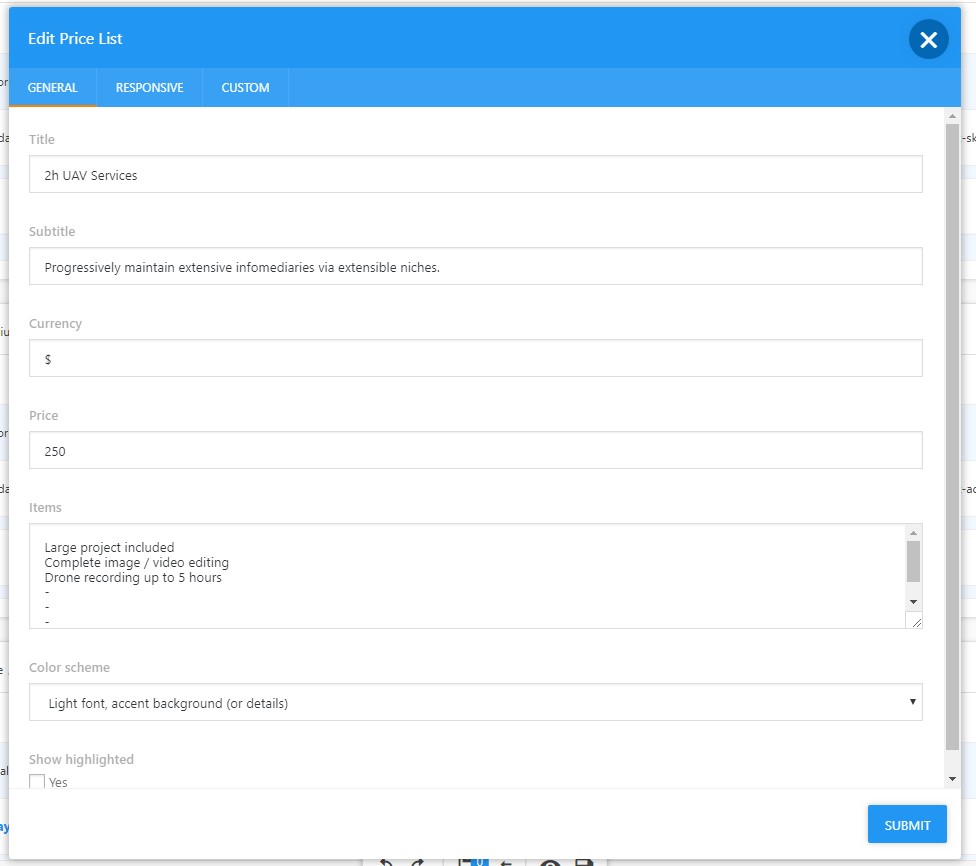 Edit Price List
GENERAL RESPONSIVE CUSTOM
Title
2h UAV Services
Subtitle
Progressively maintain extensive infomediaries via extensible niches.
Currency
$
Price
250
Items
Large project included
Complete image / video editing
Drone recording up to 5 hours
-
-
-
Color scheme
Light font, accent background (or details)
Show highlighted
Yes
SUBMIT